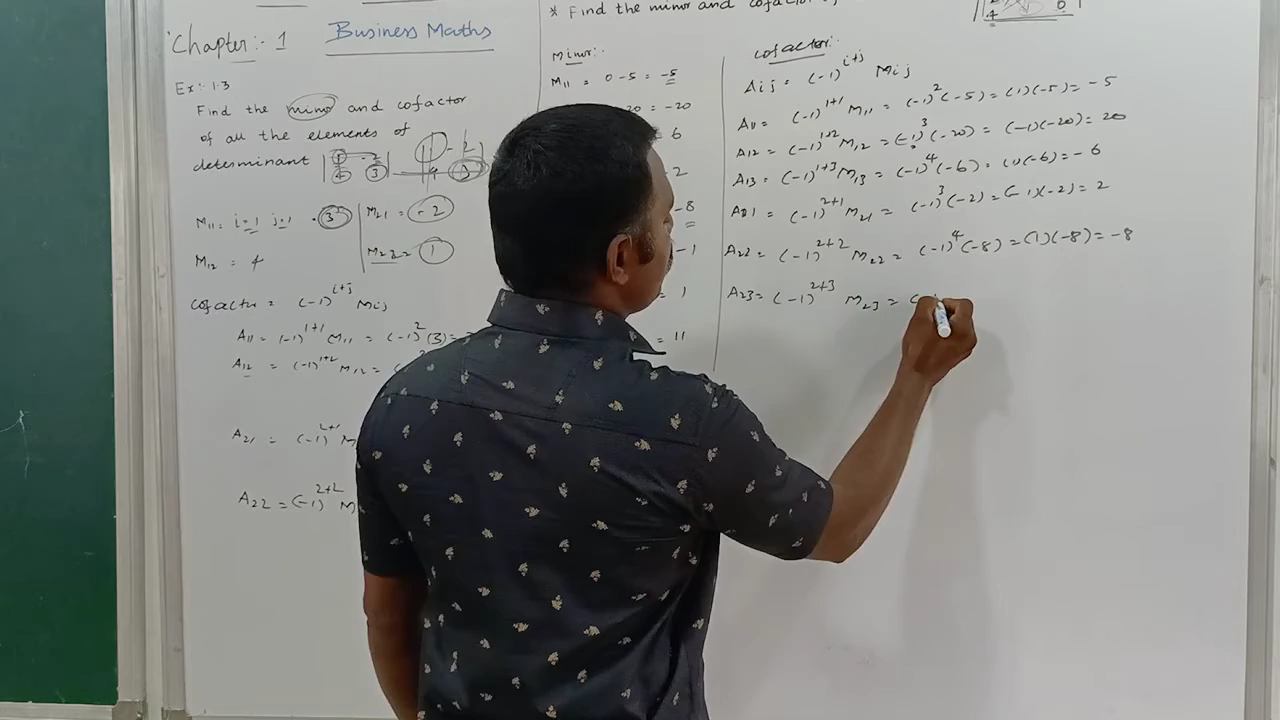 Chapter:- 1 Business Maths
Ex:- 1.3
Find the minor and cofactor
of all the elements of
determinant | 1 -2 |
| 4 3 |
M11 = i=1 j=1 = 3
M12 = 4
M21 = -2
M22 = 1
Cofactor = (-1)^i+j Mij
A11 = (-1)^1+1 M11 = (-1)^2 (3) =
A12 = (-1)^1+2 M12 =
A21 = (-1)^2+1 M
A22 = (-1)^2+2 M
* Find the minor and cofactor
Minor:-
M11 = 0-5 = -5
= -20
6
2
-8
-1
= 1
= 11
Cofactor:-
Aij = (-1)^i+j Mij
A11 = (-1)^1+1 M11 = (-1)^2 (-5) = (1)(-5) = -5
A12 = (-1)^1+2 M12 = (-1)^3 (-20) = (-1)(-20) = 20
A13 = (-1)^1+3 M13 = (-1)^4 (-6) = (1)(-6) = -6
A21 = (-1)^2+1 M21 = (-1)^3 (-2) = (-1)(-2) = 2
A22 = (-1)^2+2 M22 = (-1)^4 (-8) = (1)(-8) = -8
A23 = (-1)^2+3 M23 = (